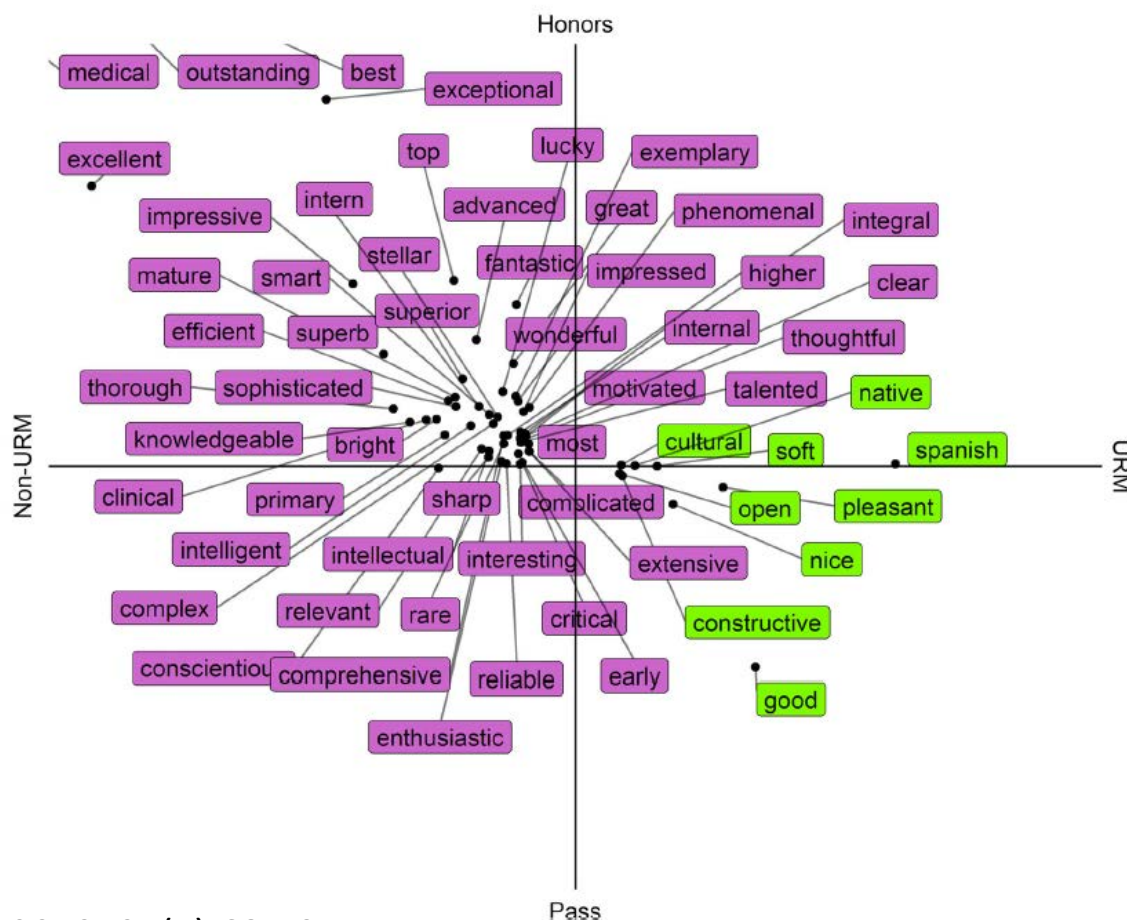 Honors
medical outstanding best
exceptional
lucky
top exemplary
excellent
intern advanced great phenomenal
impressive integral
stellar
fantastic impressed higher
mature smart clear
superior
efficient superb wonderful internal thoughtful
thorough sophisticated motivated talented native
knowledgeable bright most cultural soft spanish
Non-URM
URM
clinical primary sharp complicated open pleasant
intelligent intellectual interesting extensive nice
complex relevant rare critical constructive
comprehensive reliable early
good
enthusiastic
Pass